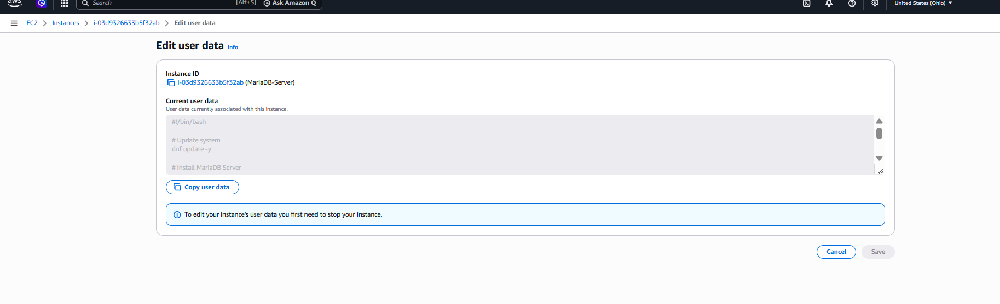 aws
Search
[Alt+S]
Ask Amazon Q
United States (Ohio)
EC2
Instances
i-03d9326633b5f32ab
Edit user data
Edit user data Info
Instance ID
i-03d9326633b5f32ab (MariaDB-Server)
Current user data
User data currently associated with this instance.
#!/bin/bash
# Update system
dnf update -y
# Install MariaDB Server
Copy user data
To edit your instance's user data you first need to stop your instance.
Cancel
Save